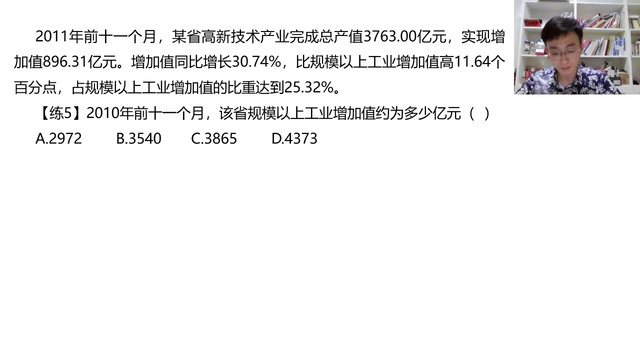 2011年前十一个月，某省高新技术产业完成总产值3763.00亿元，实现增
加值896.31亿元。增加值同比增长30.74%，比规模以上工业增加值高11.64个
百分点，占规模以上工业增加值的比重达到25.32%。
【练5】2010年前十一个月，该省规模以上工业增加值约为多少亿元（ ）
A.2972 B.3540 C.3865 D.4373